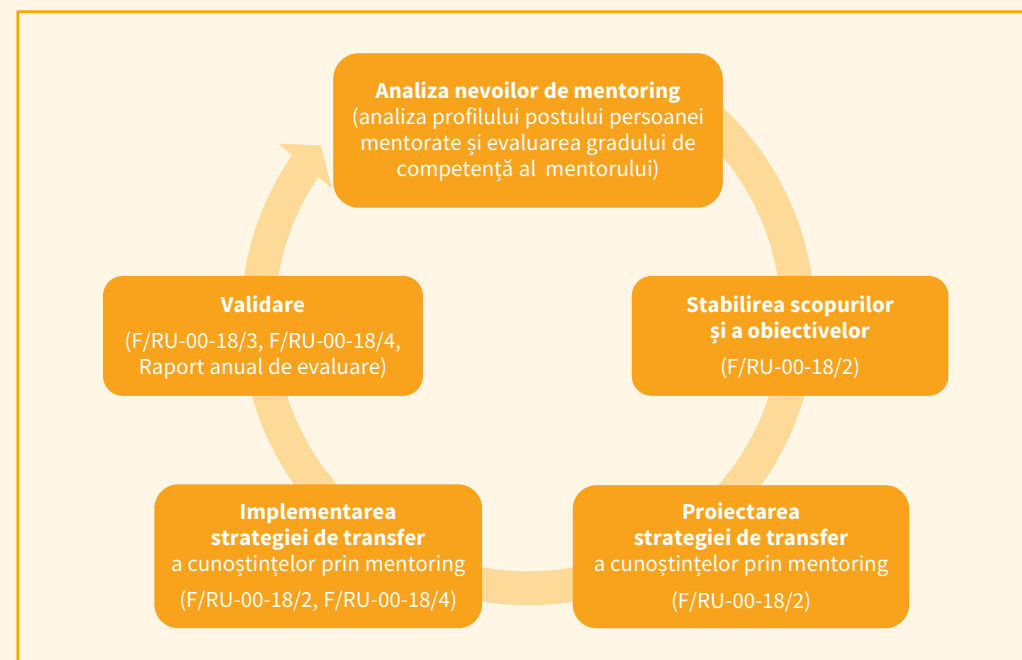 Analiza nevoilor de mentoring
(analiza profilului postului persoanei
mentorate și evaluarea gradului de
competență al mentorului)
Stabilirea scopurilor
și a obiectivelor
(F/RU-00-18/2)
Proiectarea
strategiei de transfer
a cunoștințelor prin mentoring
(F/RU-00-18/2)
Implementarea
strategiei de transfer
a cunoștințelor prin mentoring
(F/RU-00-18/2, F/RU-00-18/4)
Validare
(F/RU-00-18/3, F/RU-00-18/4,
Raport anual de evaluare)